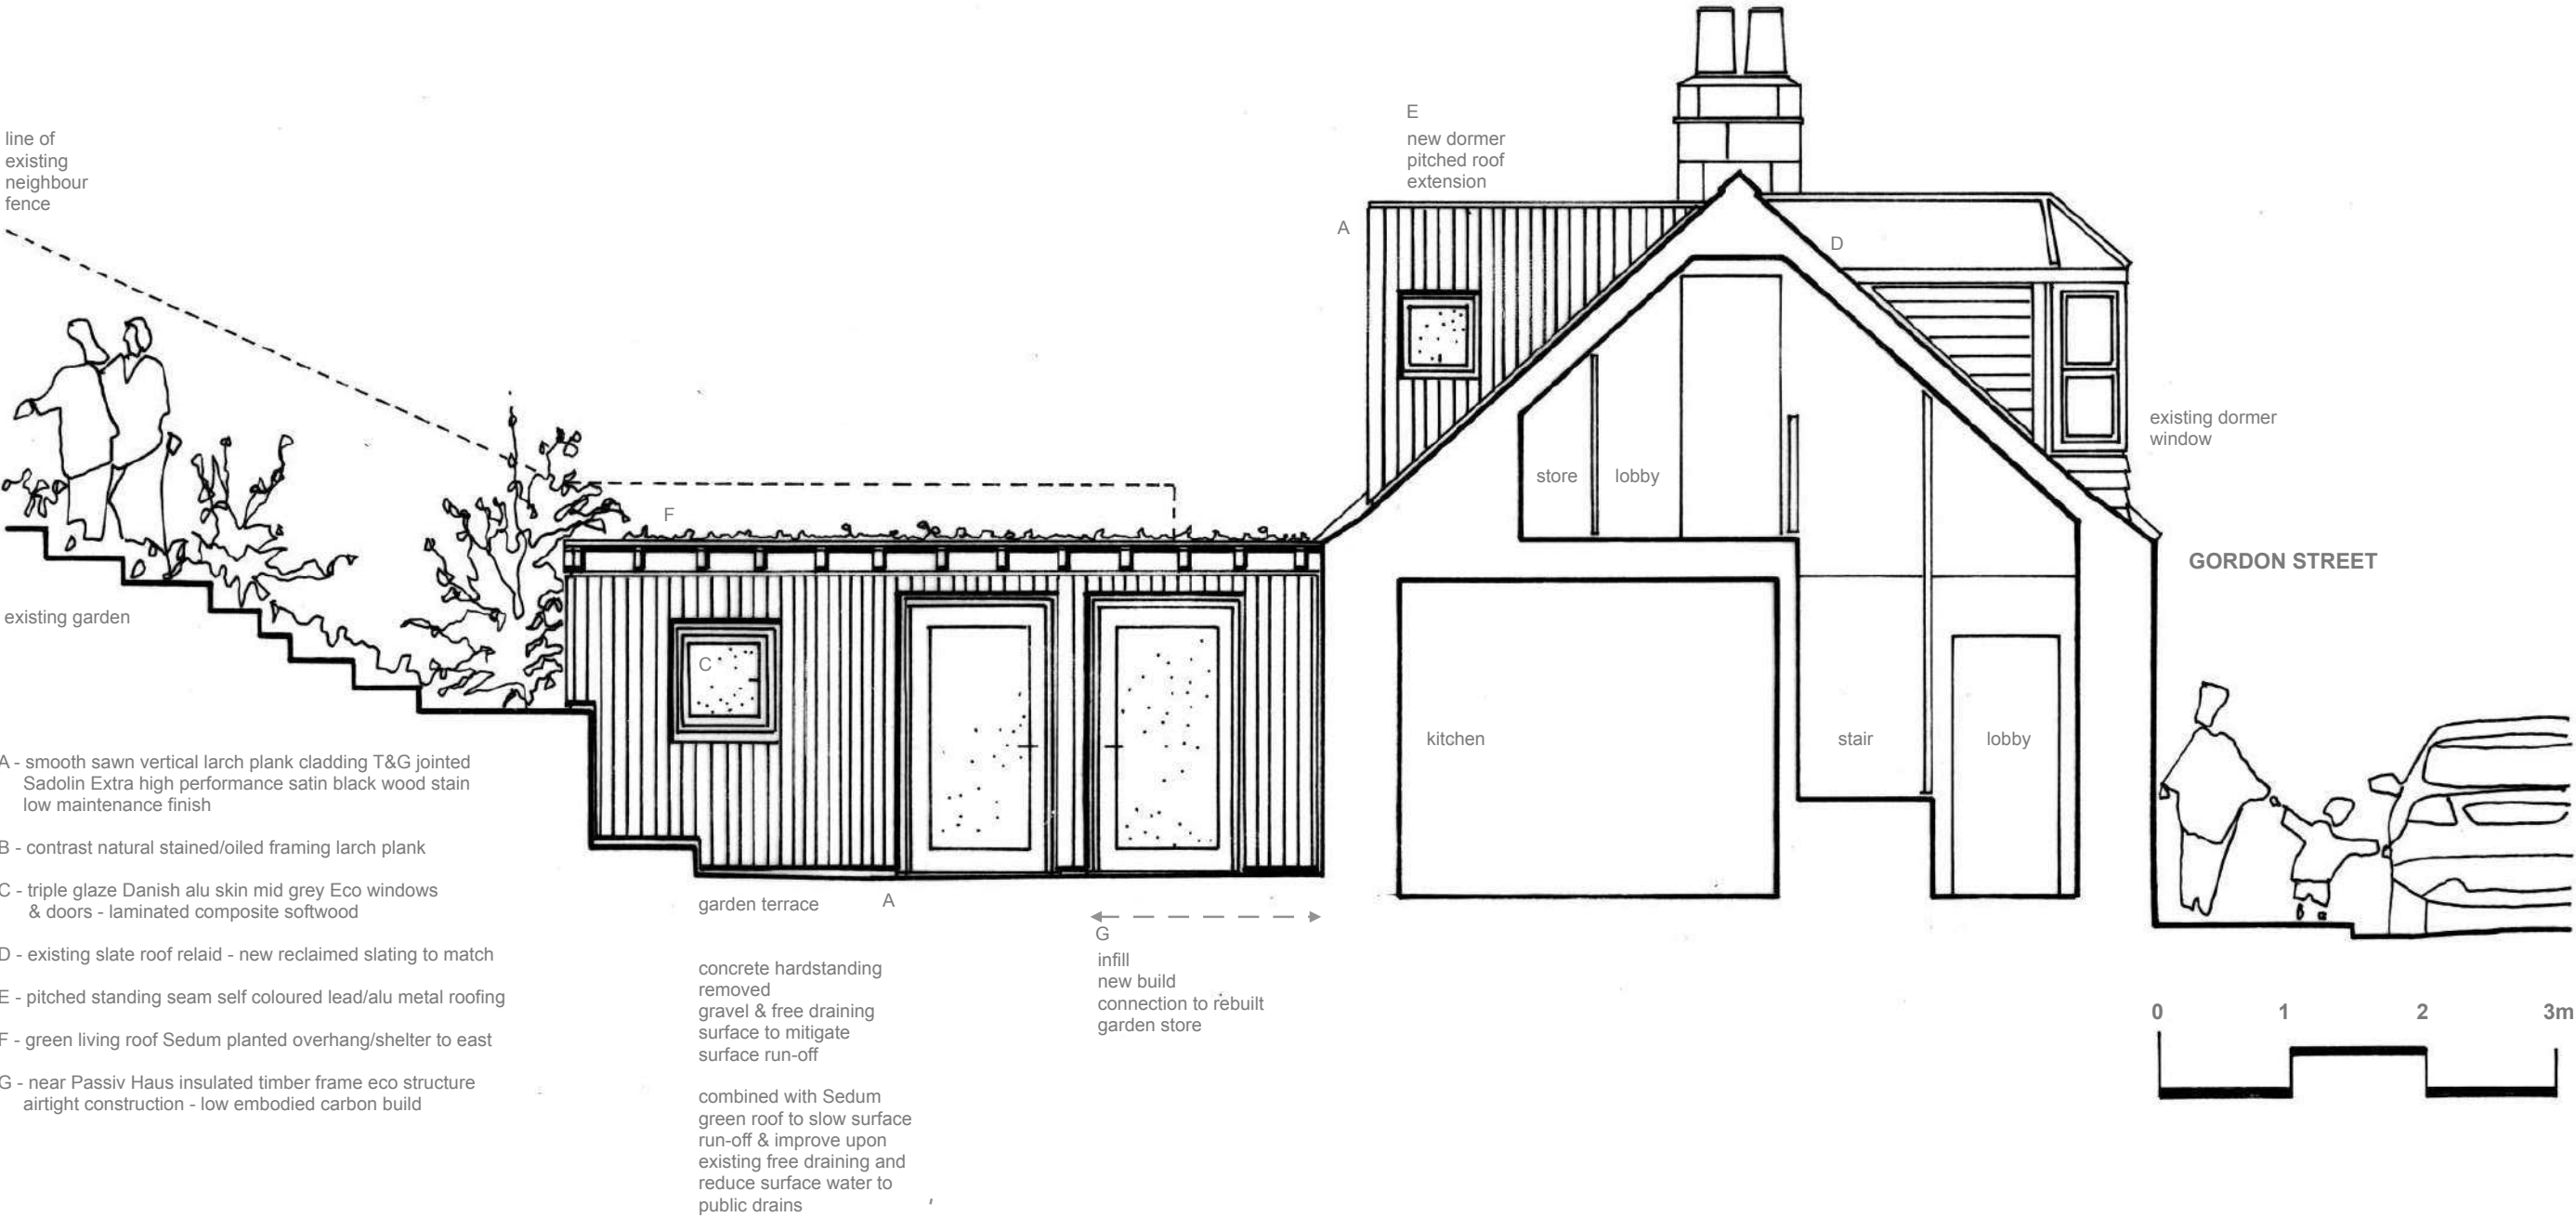 line of
existing
neighbour
fence
E
new dormer
pitched roof
extension
A
D
existing dormer
window
store
lobby
F
GORDON STREET
existing garden
C
kitchen
stair
lobby
A - smooth sawn vertical larch plank cladding T&G jointed
Sadolin Extra high performance satin black wood stain
low maintenance finish
B - contrast natural stained/oiled framing larch plank
C - triple glaze Danish alu skin mid grey Eco windows
& doors - laminated composite softwood
D - existing slate roof relaid - new reclaimed slating to match
E - pitched standing seam self coloured lead/alu metal roofing
F - green living roof Sedum planted overhang/shelter to east
G - near Passiv Haus insulated timber frame eco structure
airtight construction - low embodied carbon build
garden terrace
A
concrete hardstanding
removed
gravel & free draining
surface to mitigate
surface run-off
combined with Sedum
green roof to slow surface
run-off & improve upon
existing free draining and
reduce surface water to
public drains
G
infill
new build
connection to rebuilt
garden store
0 1 2 3m